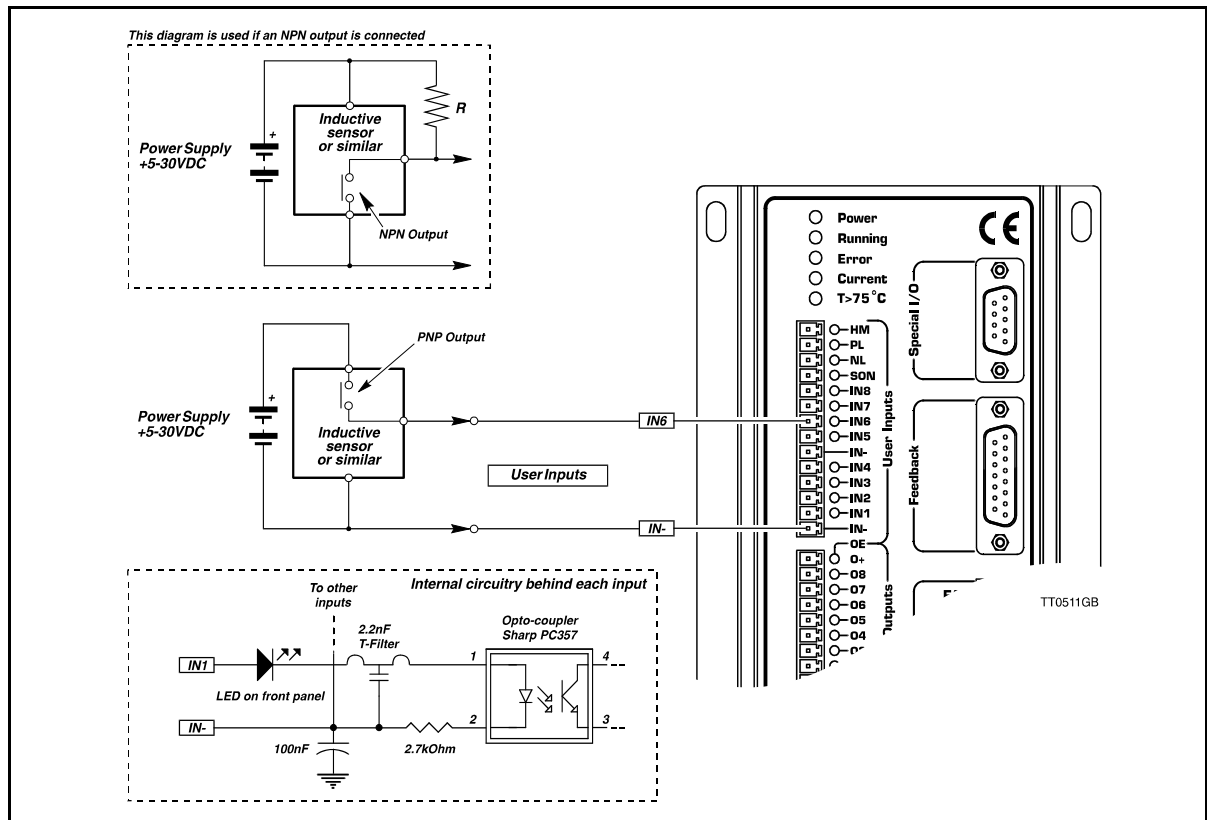 This diagram is used if an NPN output is connected
+
Power Supply
+5-30VDC
Inductive
sensor
or similar
R
NPN Output
PNP Output
+
Power Supply
+5-30VDC
Inductive
sensor
or similar
IN6
User Inputs
IN-
Internal circuitry behind each input
To other
inputs
2.2nF
T-Filter
Opto-coupler
Sharp PC357
IN1
1
4
LED on front panel
IN-
2
3
100nF
2.7kOhm
Power
Running
Error
Current
T>75°C
CE
HM
PL
NL
SON
IN8
IN7
IN6
IN5
IN-
IN4
IN3
IN2
IN1
IN-
OE
O+
O8
O7
O6
O5
O4
User Inputs
Special I/O
Feedback
TT0511GB